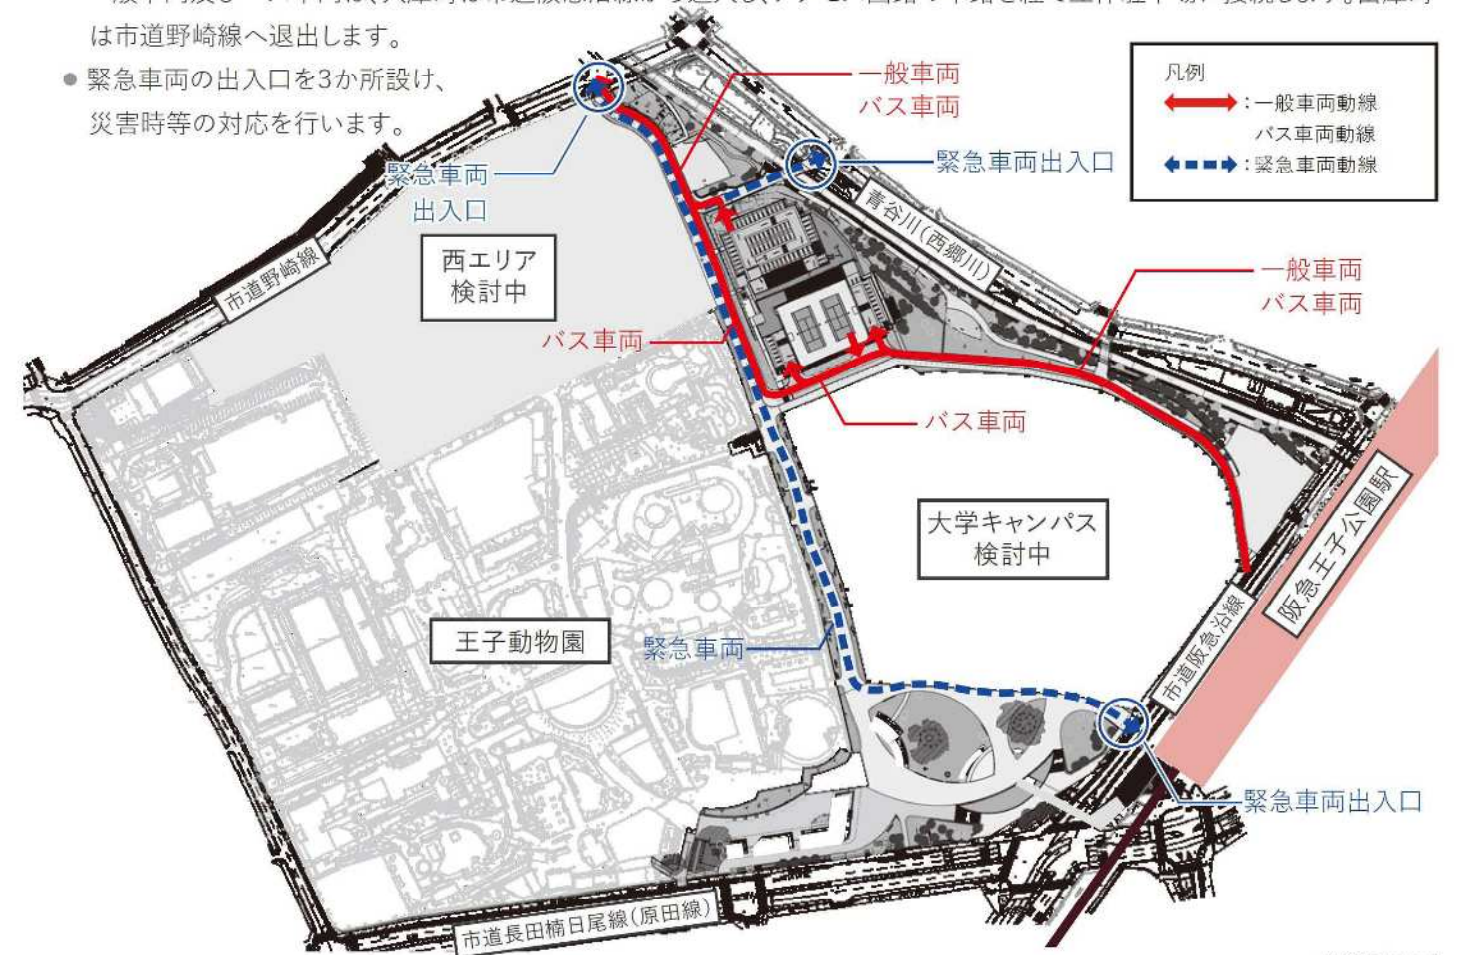 は市道野崎線へ退出します。
● 緊急車両の出入口を3か所設け、
災害時等の対応を行います。
一般車両
バス車両
凡例
:一般車両動線
バス車両動線
:緊急車両動線
緊急車両
出入口
緊急車両出入口
青谷川(西郷川)
西エリア
検討中
市道野崎線
一般車両
バス車両
バス車両
バス車両
大学キャンパス
検討中
阪急王子公園駅
王子動物園
緊急車両
市道阪急沿線
緊急車両出入口
市道長田楠日尾線(原田線)